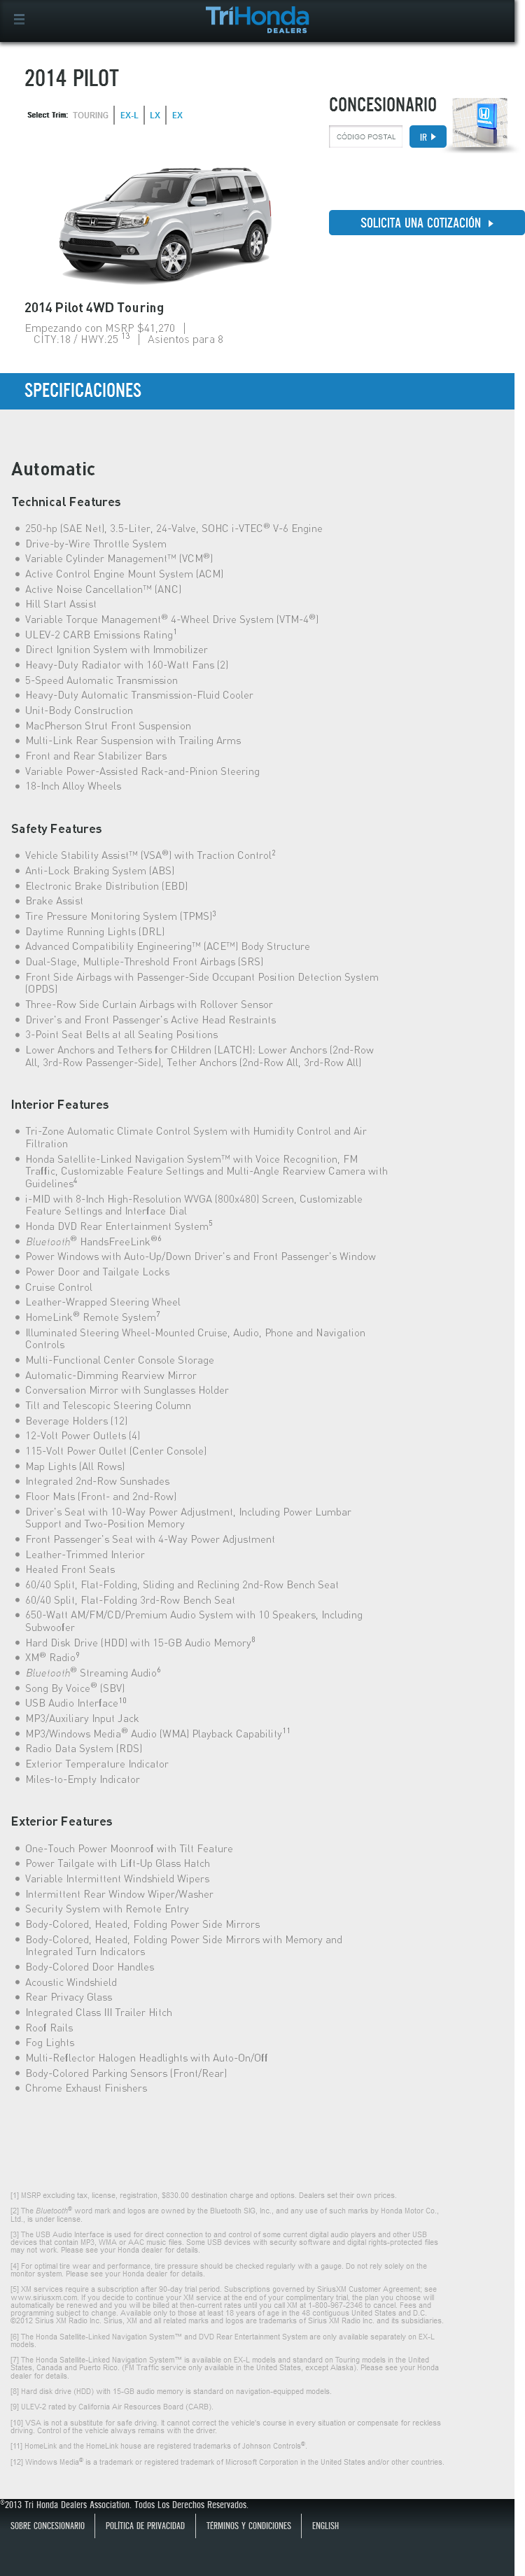 TriHonda
DEALERS
2014 PILOT
Select Trim: TOURING EX-L LX EX
CONCESIONARIO
CÓDIGO POSTAL IR
SOLICITA UNA COTIZACIÓN
2014 Pilot 4WD Touring
Empezando con MSRP $41,270 |
CITY.18 / HWY.25 13 | Asientos para 8
SPECIFICACIONES
Automatic
Technical Features
250-hp (SAE Net), 3.5-Liter, 24-Valve, SOHC i-VTEC® V-6 Engine
Drive-by-Wire Throttle System
Variable Cylinder Management™ (VCM®)
Active Control Engine Mount System (ACM)
Active Noise Cancellation™ (ANC)
Hill Start Assist
Variable Torque Management® 4-Wheel Drive System (VTM-4®)
ULEV-2 CARB Emissions Rating1
Direct Ignition System with Immobilizer
Heavy-Duty Radiator with 160-Watt Fans (2)
5-Speed Automatic Transmission
Heavy-Duty Automatic Transmission-Fluid Cooler
Unit-Body Construction
MacPherson Strut Front Suspension
Multi-Link Rear Suspension with Trailing Arms
Front and Rear Stabilizer Bars
Variable Power-Assisted Rack-and-Pinion Steering
18-Inch Alloy Wheels
Safety Features
Vehicle Stability Assist™ (VSA®) with Traction Control2
Anti-Lock Braking System (ABS)
Electronic Brake Distribution (EBD)
Brake Assist
Tire Pressure Monitoring System (TPMS)3
Daytime Running Lights (DRL)
Advanced Compatibility Engineering™ (ACE™) Body Structure
Dual-Stage, Multiple-Threshold Front Airbags (SRS)
Front Side Airbags with Passenger-Side Occupant Position Detection System
(OPDS)
Three-Row Side Curtain Airbags with Rollover Sensor
Driver's and Front Passenger's Active Head Restraints
3-Point Seat Belts at all Seating Positions
Lower Anchors and Tethers for CHildren (LATCH): Lower Anchors (2nd-Row
All, 3rd-Row Passenger-Side), Tether Anchors (2nd-Row All, 3rd-Row All)
Interior Features
Tri-Zone Automatic Climate Control System with Humidity Control and Air
Filtration
Honda Satellite-Linked Navigation System™ with Voice Recognition, FM
Traffic, Customizable Feature Settings and Multi-Angle Rearview Camera with
Guidelines4
i-MID with 8-Inch High-Resolution WVGA (800x480) Screen, Customizable
Feature Settings and Interface Dial
Honda DVD Rear Entertainment System5
Bluetooth® HandsFreeLink®6
Power Windows with Auto-Up/Down Driver's and Front Passenger's Window
Power Door and Tailgate Locks
Cruise Control
Leather-Wrapped Steering Wheel
HomeLink® Remote System7
Illuminated Steering Wheel-Mounted Cruise, Audio, Phone and Navigation
Controls
Multi-Functional Center Console Storage
Automatic-Dimming Rearview Mirror
Conversation Mirror with Sunglasses Holder
Tilt and Telescopic Steering Column
Beverage Holders (12)
12-Volt Power Outlets (4)
115-Volt Power Outlet (Center Console)
Map Lights (All Rows)
Integrated 2nd-Row Sunshades
Floor Mats (Front- and 2nd-Row)
Driver's Seat with 10-Way Power Adjustment, Including Power Lumbar
Support and Two-Position Memory
Front Passenger's Seat with 4-Way Power Adjustment
Leather-Trimmed Interior
Heated Front Seats
60/40 Split, Flat-Folding, Sliding and Reclining 2nd-Row Bench Seat
60/40 Split, Flat-Folding 3rd-Row Bench Seat
650-Watt AM/FM/CD/Premium Audio System with 10 Speakers, Including
Subwoofer
Hard Disk Drive (HDD) with 15-GB Audio Memory8
XM® Radio9
Bluetooth® Streaming Audio6
Song By Voice® (SBV)
USB Audio Interface10
MP3/Auxiliary Input Jack
MP3/Windows Media® Audio (WMA) Playback Capability11
Radio Data System (RDS)
Exterior Temperature Indicator
Miles-to-Empty Indicator
Exterior Features
One-Touch Power Moonroof with Tilt Feature
Power Tailgate with Lift-Up Glass Hatch
Variable Intermittent Windshield Wipers
Intermittent Rear Window Wiper/Washer
Security System with Remote Entry
Body-Colored, Heated, Folding Power Side Mirrors
Body-Colored, Heated, Folding Power Side Mirrors with Memory and
Integrated Turn Indicators
Body-Colored Door Handles
Acoustic Windshield
Rear Privacy Glass
Integrated Class III Trailer Hitch
Roof Rails
Fog Lights
Multi-Reflector Halogen Headlights with Auto-On/Off
Body-Colored Parking Sensors (Front/Rear)
Chrome Exhaust Finishers
[1] MSRP excluding tax, license, registration, $830.00 destination charge and options. Dealers set their own prices.
[2] The Bluetooth® word mark and logos are owned by the Bluetooth SIG, Inc., and any use of such marks by Honda Motor Co.,
Ltd., is under license.
[3] The USB Audio Interface is used for direct connection to and control of some current digital audio players and other USB
devices that contain MP3, WMA or AAC music files. Some USB devices with security software and digital rights-protected files
may not work. Please see your Honda dealer for details.
[4] For optimal tire wear and performance, tire pressure should be checked regularly with a gauge. Do not rely solely on the
monitor system. Please see your Honda dealer for details.
[5] XM services require a subscription after 90-day trial period. Subscriptions governed by SiriusXM Customer Agreement; see
www.siriusxm.com. If you decide to continue your XM service at the end of your complimentary trial, the plan you choose will
automatically be renewed and you will be billed at then-current rates until you call XM at 1-800-967-2346 to cancel. Fees and
programming subject to change. Available only to those at least 18 years of age in the 48 contiguous United States and D.C.
©2012 Sirius XM Radio Inc. Sirius, XM and all related marks and logos are trademarks of Sirius XM Radio Inc. and its subsidiaries.
[6] The Honda Satellite-Linked Navigation System™ and DVD Rear Entertainment System are only available separately on EX-L
models.
[7] The Honda Satellite-Linked Navigation System™ is available on EX-L models and standard on Touring models in the United
States, Canada and Puerto Rico. (FM Traffic service only available in the United States, except Alaska). Please see your Honda
dealer for details.
[8] Hard disk drive (HDD) with 15-GB audio memory is standard on navigation-equipped models.
[9] ULEV-2 rated by California Air Resources Board (CARB).
[10] VSA is not a substitute for safe driving. It cannot correct the vehicle's course in every situation or compensate for reckless
driving. Control of the vehicle always remains with the driver.
[11] HomeLink and the HomeLink house are registered trademarks of Johnson Controls®.
[12] Windows Media® is a trademark or registered trademark of Microsoft Corporation in the United States and/or other countries.
®2013 Tri Honda Dealers Association. Todos Los Derechos Reservados.
SOBRE CONCESIONARIO POLÍTICA DE PRIVACIDAD TÉRMINOS Y CONDICIONES ENGLISH